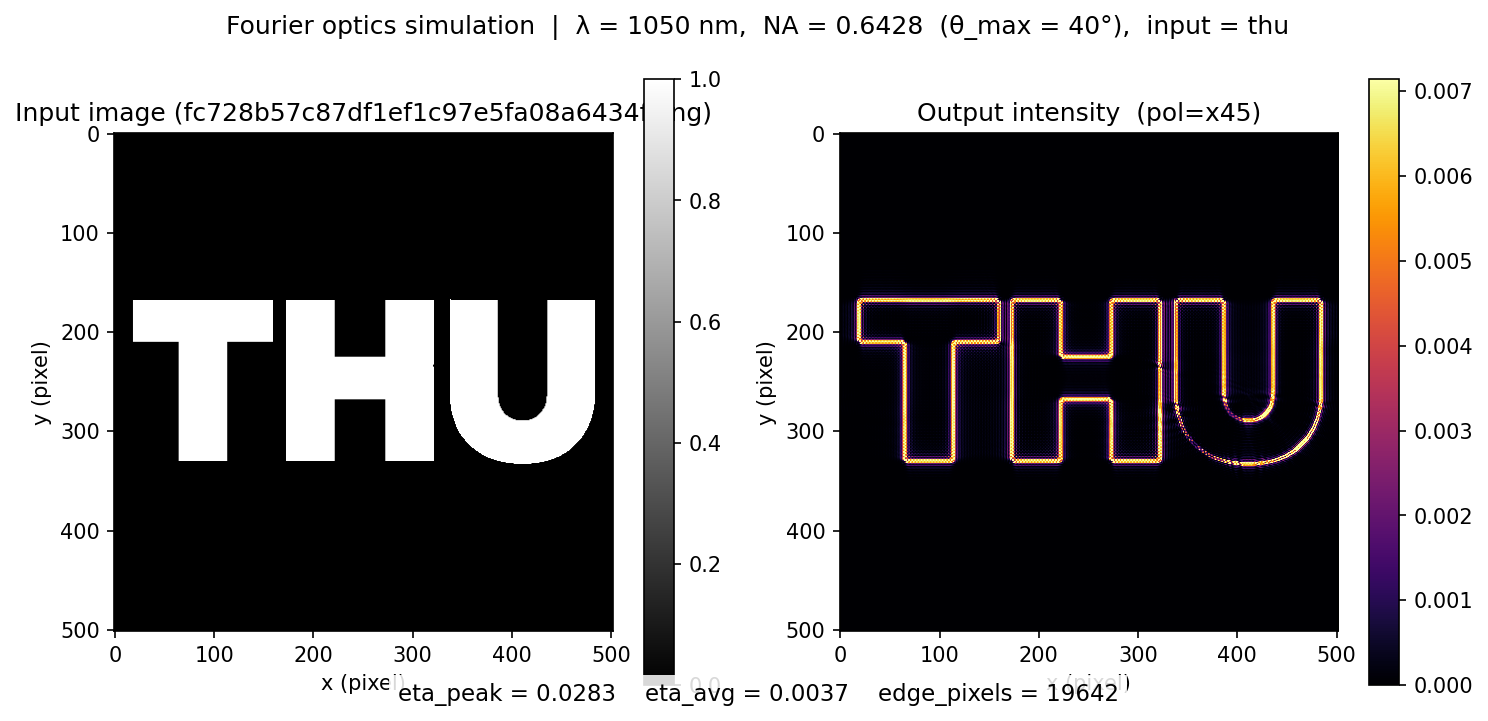 Fourier optics simulation | λ = 1050 nm, NA = 0.6428 (θ_max = 40°), input = thu
Input image (fc728b57c87df1ef1c97e5fa08a6434f
ng)
Output intensity (pol=x45)
0
100
200
300
400
500
y (pixel)
THU
0 100 200 300 400 500
x (pixel)
1.0
0.8
0.6
0.4
0.2
0.0
0
100
200
300
400
500
y (pixel)
THU
0 100 200 300 400 500
x (pixel)
0.007
0.006
0.005
0.004
0.003
0.002
0.001
0.000
eta_peak = 0.0283 eta_avg = 0.0037 edge_pixels = 19642